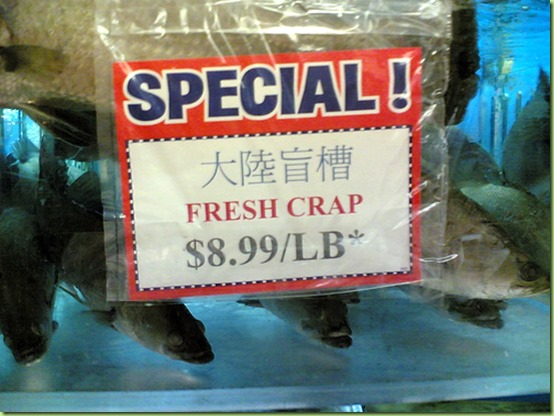 SPECIAL!
大陸盲槽
FRESH CRAP
$8.99/LB*